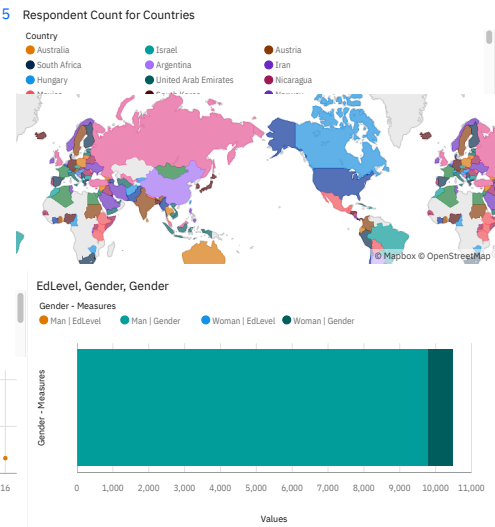 5 Respondent Count for Countries
Country
Australia Israel Austria
South Africa Argentina Iran
Hungary United Arab Emirates Nicaragua
© Mapbox © OpenStreetMap
EdLevel, Gender, Gender
Gender - Measures
Man | EdLevel Man | Gender Woman | EdLevel Woman | Gender
Gender - Measures
16 0 1,000 2,000 3,000 4,000 5,000 6,000 7,000 8,000 9,000 10,000 11,000
Values